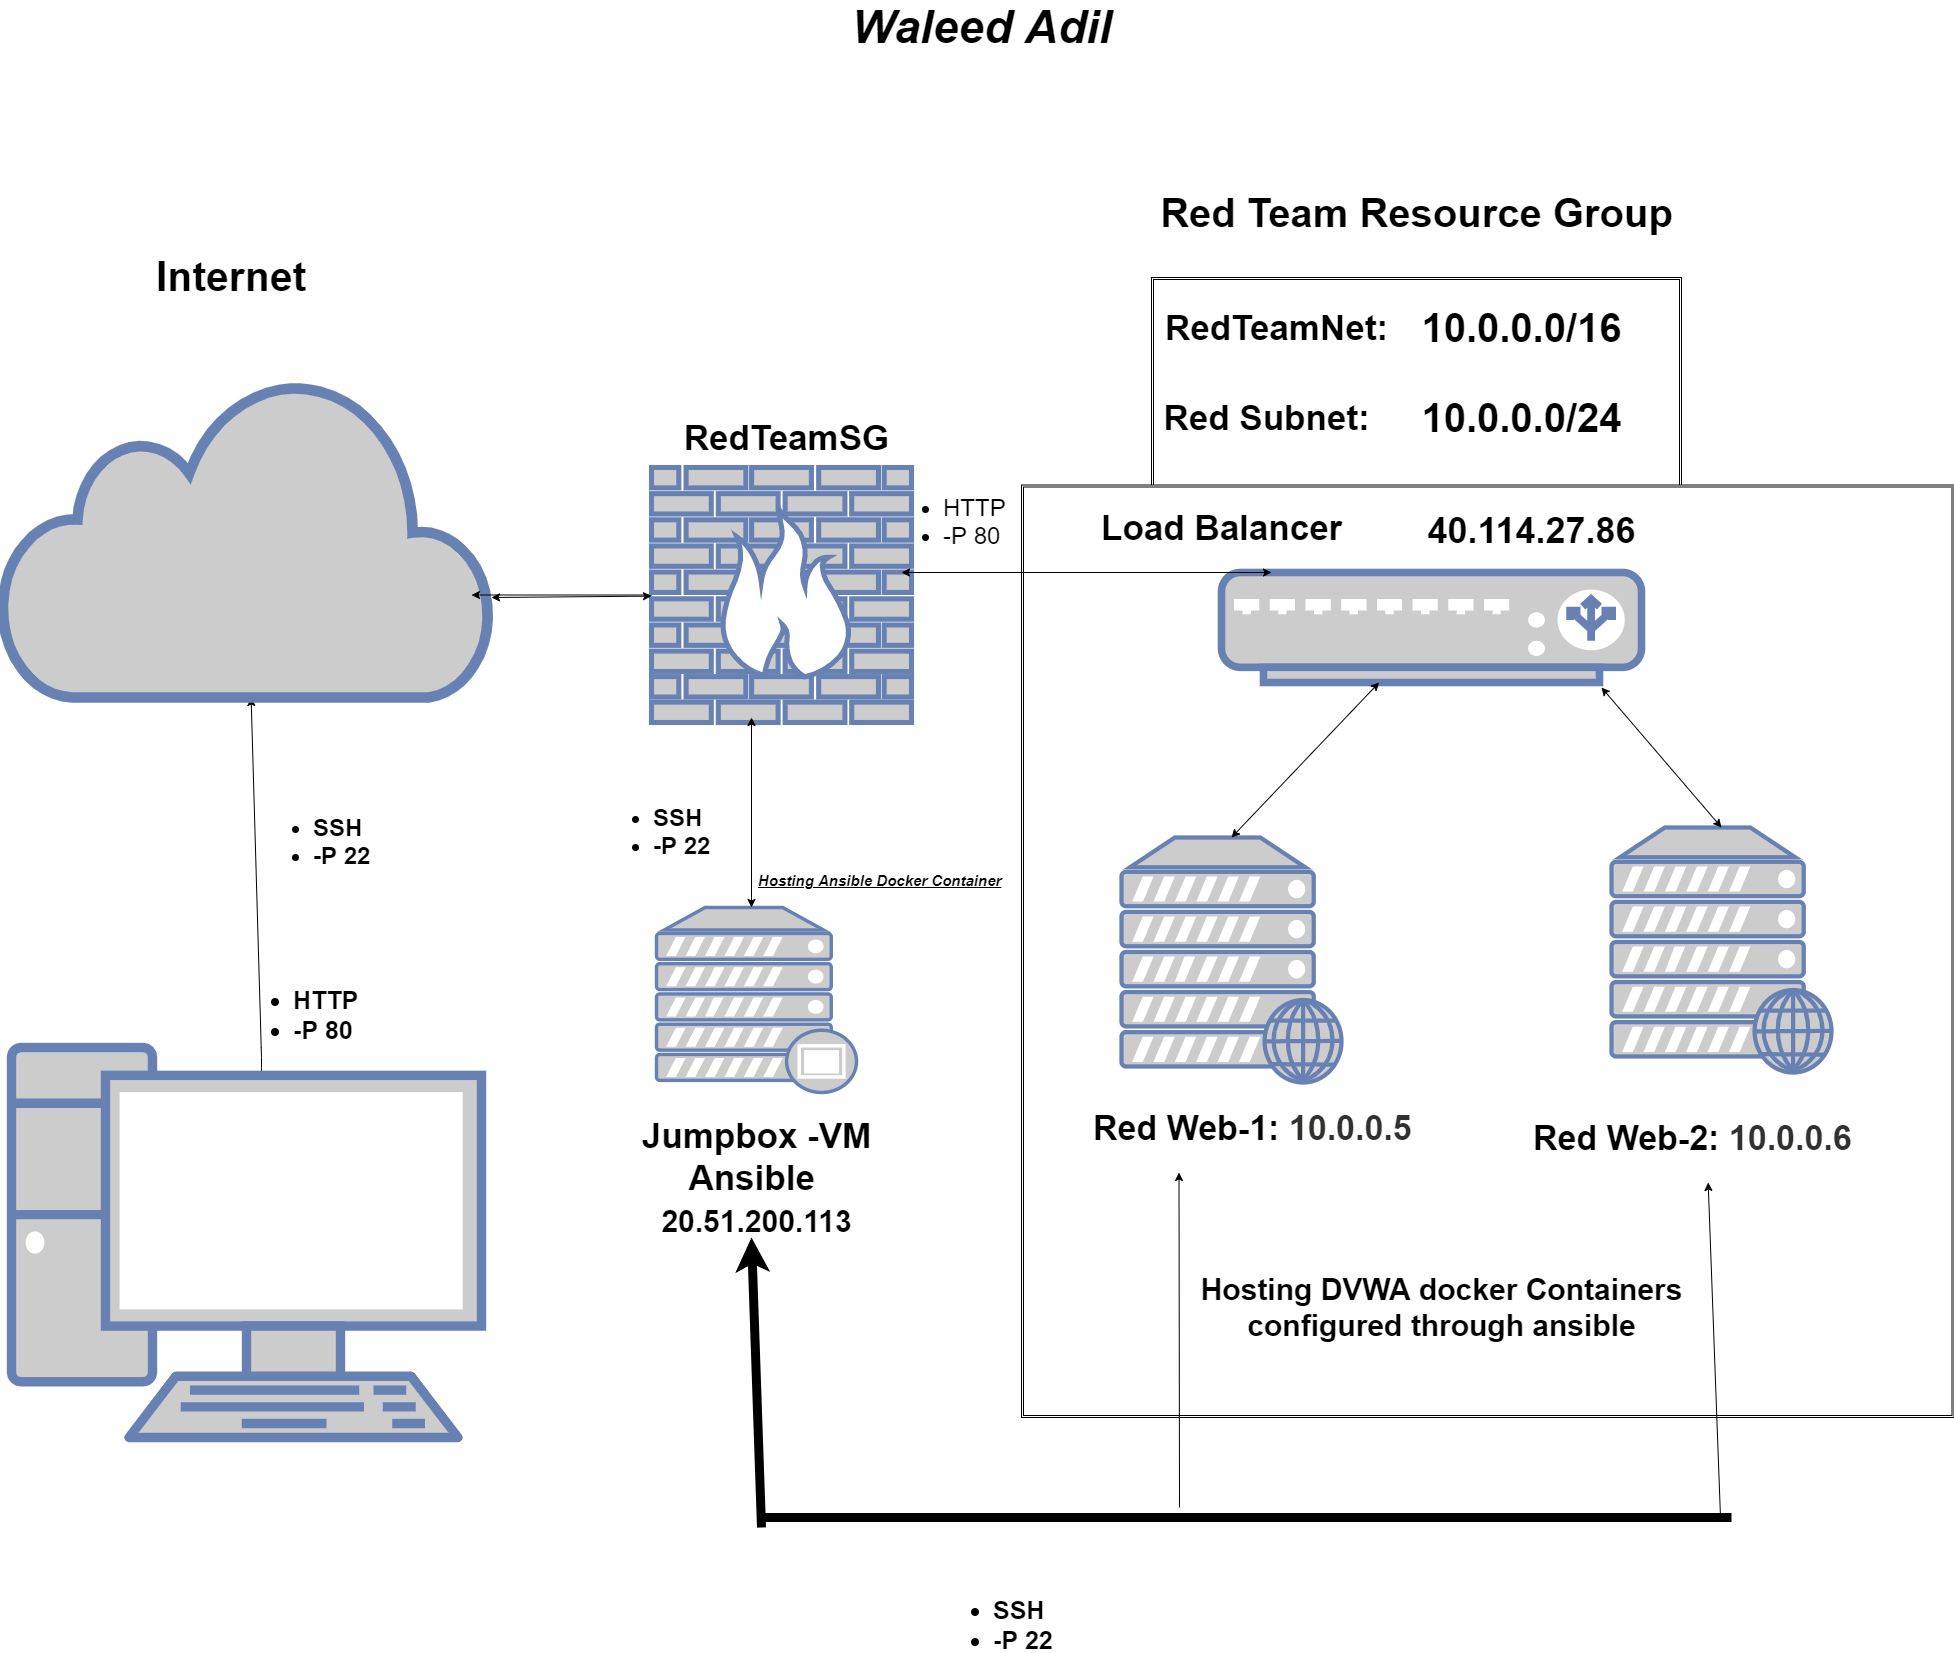 Waleed Adil
Red Team Resource Group
Internet
RedTeamNet: 10.0.0.0/16
Red Subnet: 10.0.0.0/24
RedTeamSG
• HTTP
• -P 80
Load Balancer 40.114.27.86
• SSH
• -P 22
• SSH
• -P 22
Hosting Ansible Docker Container
• HTTP
• -P 80
Jumpbox -VM
Ansible
20.51.200.113
Red Web-1: 10.0.0.5
Red Web-2: 10.0.0.6
Hosting DVWA docker Containers
configured through ansible
• SSH
• -P 22